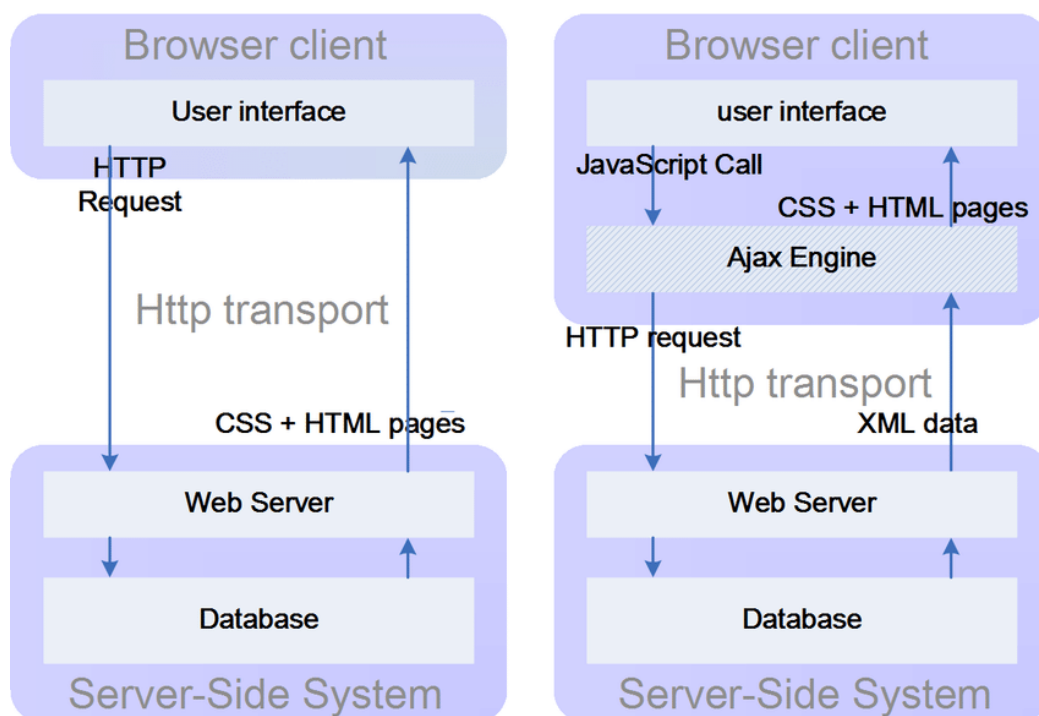 Browser client
User interface
HTTP
Request
Http transport
CSS + HTML pages
Web Server
Database
Server-Side System
Browser client
user interface
JavaScript Call
CSS + HTML pages
Ajax Engine
HTTP request
Http transport
XML data
Web Server
Database
Server-Side System